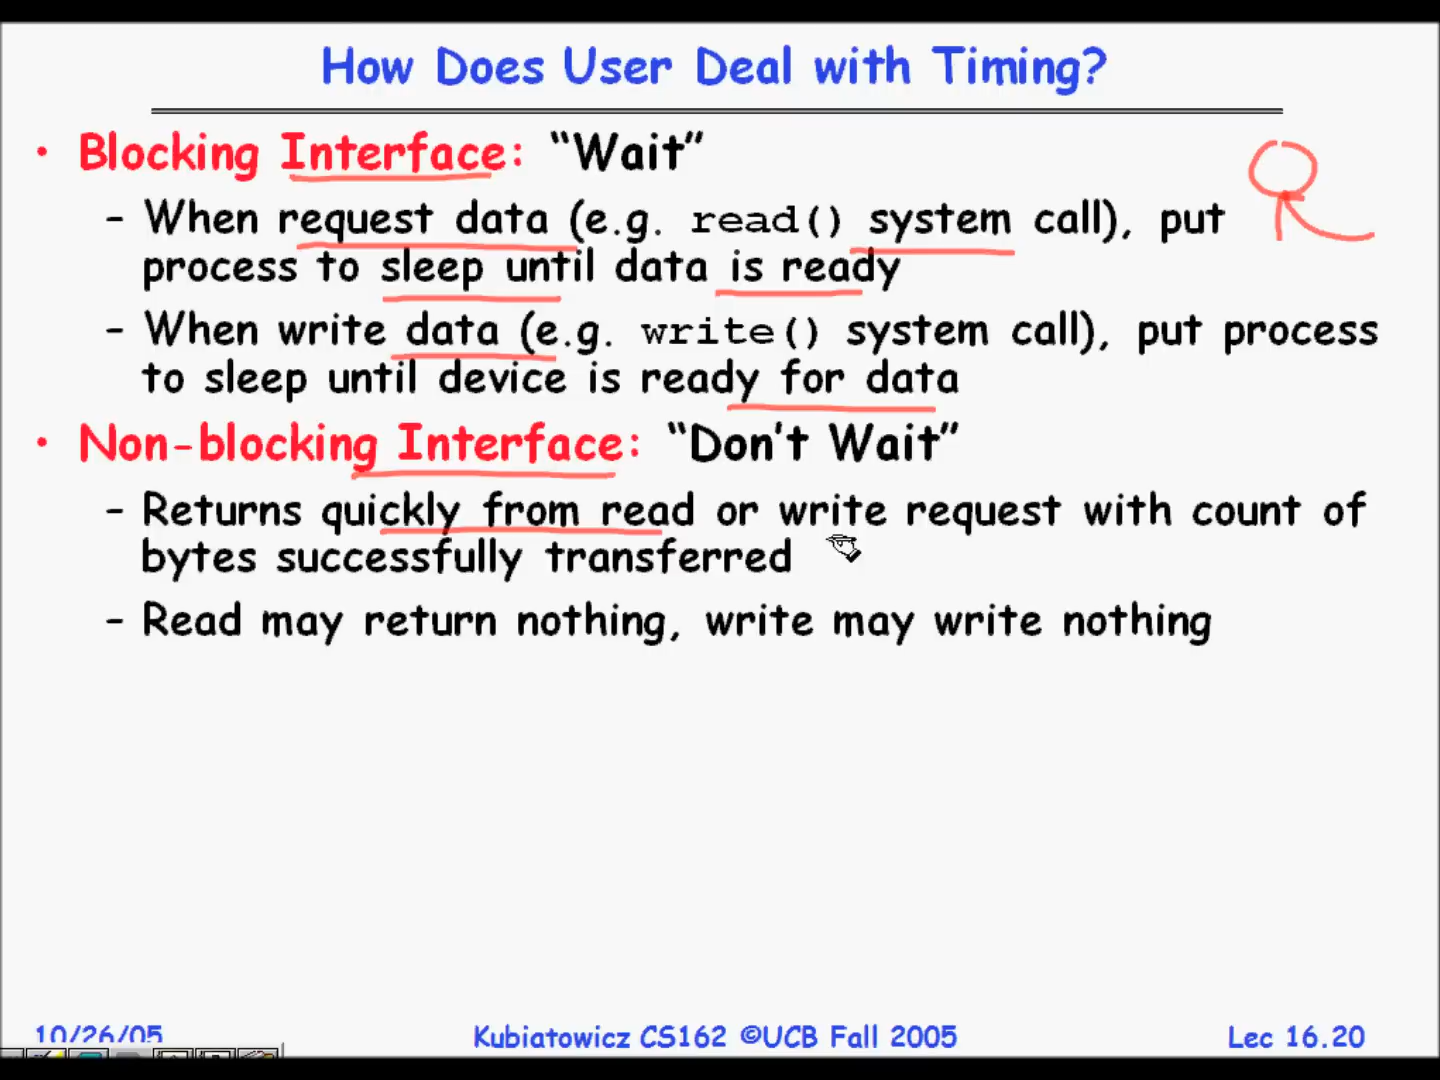 How Does User Deal with Timing?
• Blocking Interface: “Wait”
– When request data (e.g. read() system call), put
process to sleep until data is ready
– When write data (e.g. write() system call), put process
to sleep until device is ready for data
• Non-blocking Interface: “Don’t Wait”
– Returns quickly from read or write request with count of
bytes successfully transferred
– Read may return nothing, write may write nothing
10/26/05
Kubiatowicz CS162 ©UCB Fall 2005
Lec 16.20